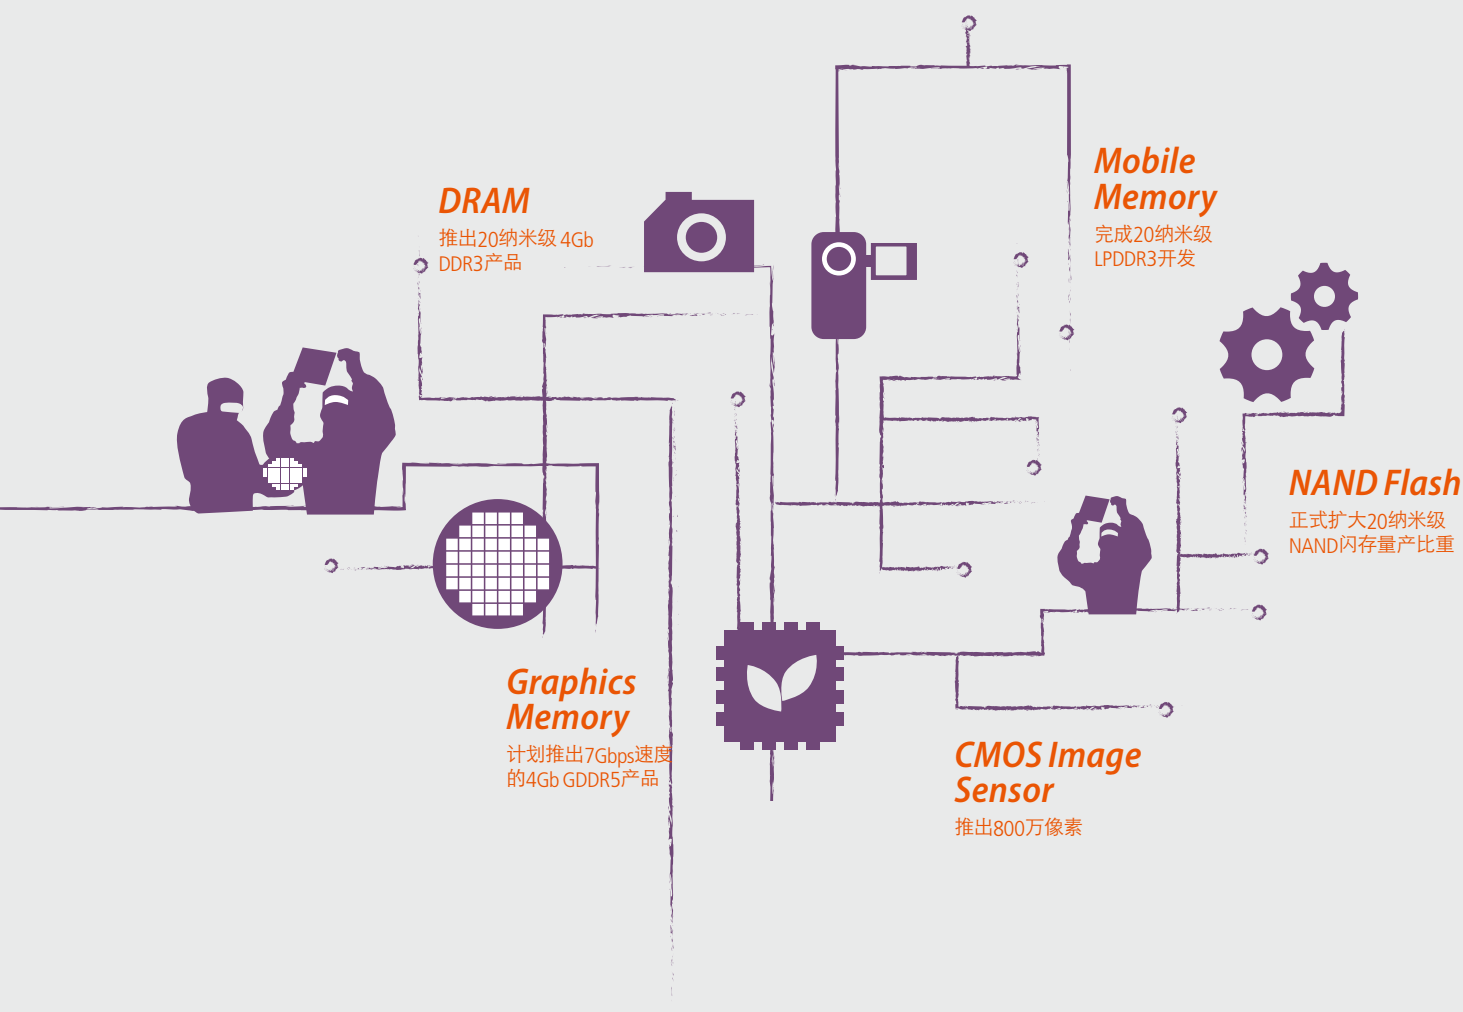 DRAM
推出20纳米级 4Gb
DDR3产品
Mobile
Memory
完成20纳米级
LPDDR3开发
NAND Flash
正式扩大20纳米级
NAND闪存量产比重
Graphics
Memory
计划推出7Gbps速度
的4Gb GDDR5产品
CMOS Image
Sensor
推出800万像素